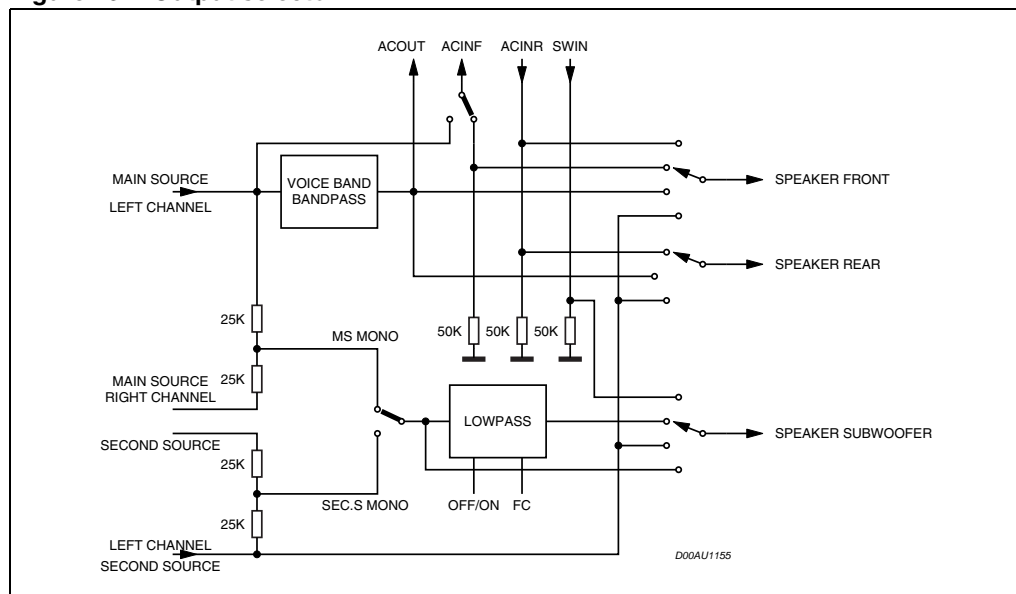 ACOUT ACINF ACINR SWIN
MAIN SOURCE
LEFT CHANNEL
VOICE BAND
BANDPASS
SPEAKER FRONT
SPEAKER REAR
25K
MS MONO
50K 50K 50K
25K
MAIN SOURCE
RIGHT CHANNEL
LOWPASS
SECOND SOURCE
SPEAKER SUBWOOFER
25K
SEC.S MONO
OFF/ON FC
25K
LEFT CHANNEL
SECOND SOURCE
D00AU1155